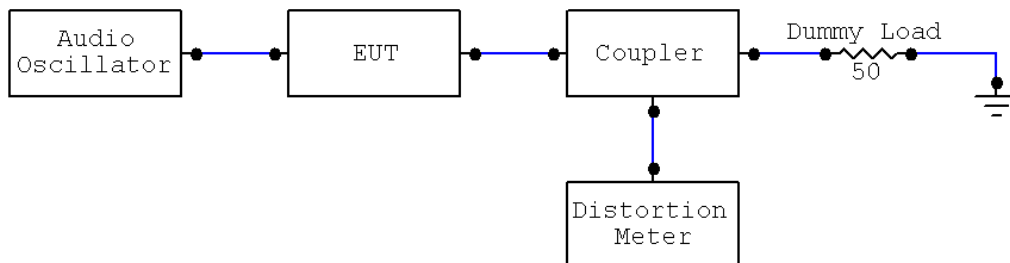 Audio
Oscillator
EUT
Coupler
Dummy Load
50
Distortion
Meter